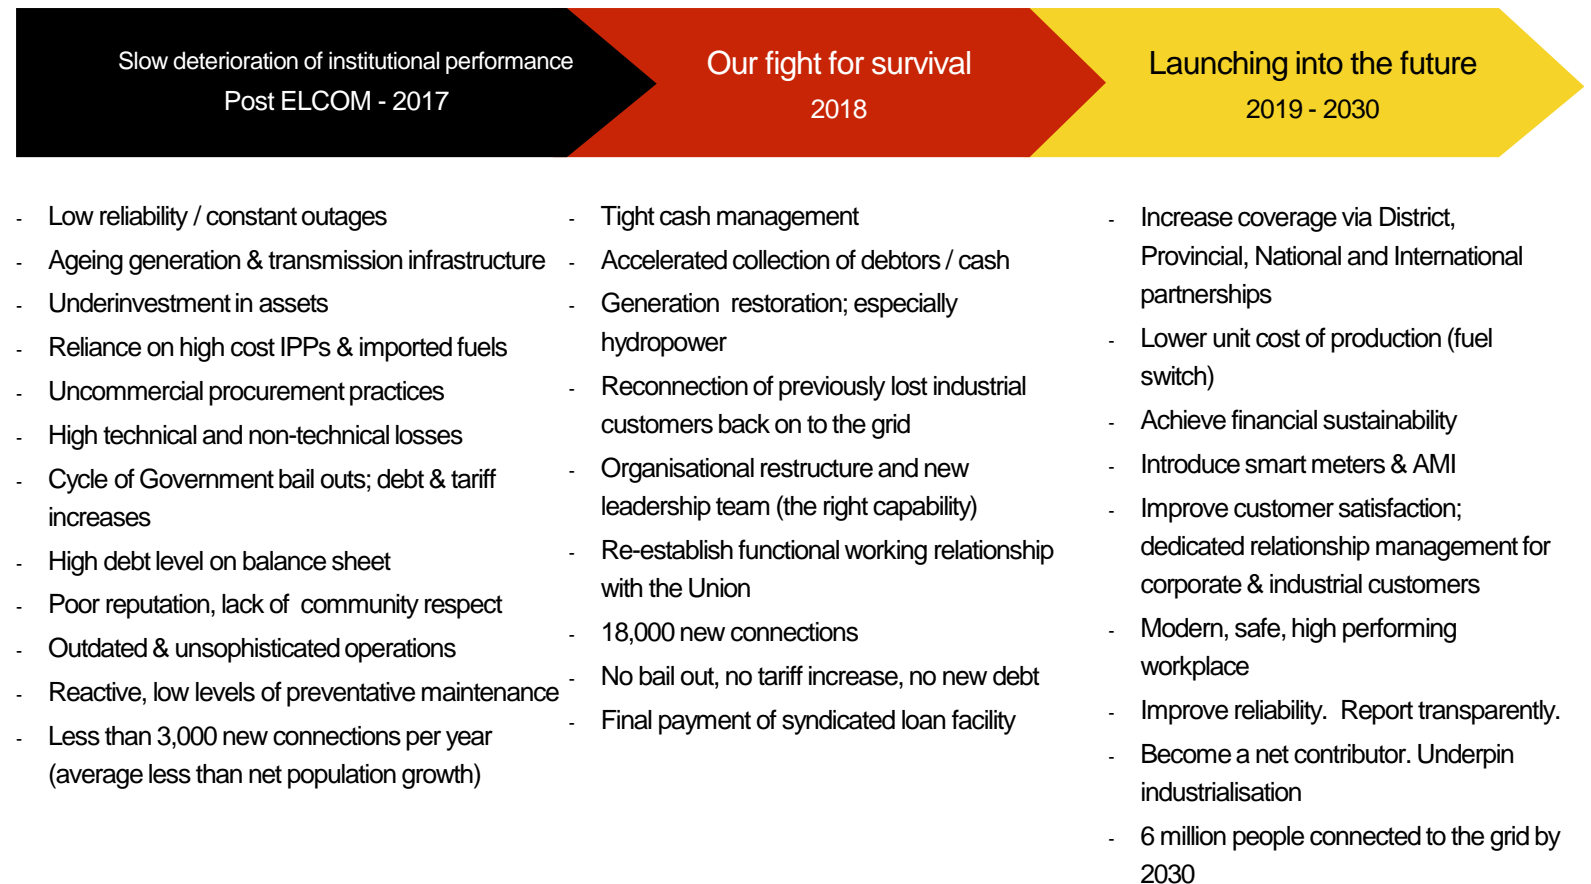 Slow deterioration of institutional performance
Post ELCOM - 2017
Our fight for survival
2018
Launching into the future
2019 - 2030
- Low reliability / constant outages
- Ageing generation & transmission infrastructure
- Underinvestment in assets
- Reliance on high cost IPPs & imported fuels
- Uncommercial procurement practices
- High technical and non-technical losses
- Cycle of Government bail outs; debt & tariff
increases
- High debt level on balance sheet
- Poor reputation, lack of community respect
- Outdated & unsophisticated operations
- Reactive, low levels of preventative maintenance
- Less than 3,000 new connections per year
(average less than net population growth)
- Tight cash management
- Accelerated collection of debtors / cash
- Generation restoration; especially
hydropower
- Reconnection of previously lost industrial
customers back on to the grid
- Organisational restructure and new
leadership team (the right capability)
- Re-establish functional working relationship
with the Union
- 18,000 new connections
- No bail out, no tariff increase, no new debt
- Final payment of syndicated loan facility
- Increase coverage via District,
Provincial, National and International
partnerships
- Lower unit cost of production (fuel
switch)
- Achieve financial sustainability
- Introduce smart meters & AMI
- Improve customer satisfaction;
dedicated relationship management for
corporate & industrial customers
- Modern, safe, high performing
workplace
- Improve reliability. Report transparently.
- Become a net contributor. Underpin
industrialisation
- 6 million people connected to the grid by
2030